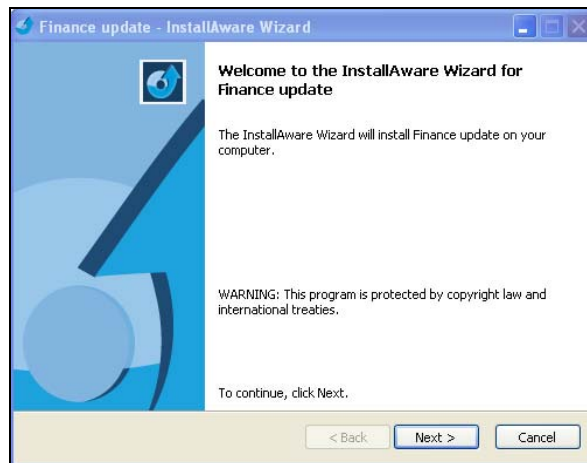 Finance update - InstallAware Wizard
Welcome to the InstallAware Wizard for
Finance update
The InstallAware Wizard will install Finance update on your
computer.
WARNING: This program is protected by copyright law and
international treaties.
To continue, click Next.
< Back
Next >
Cancel